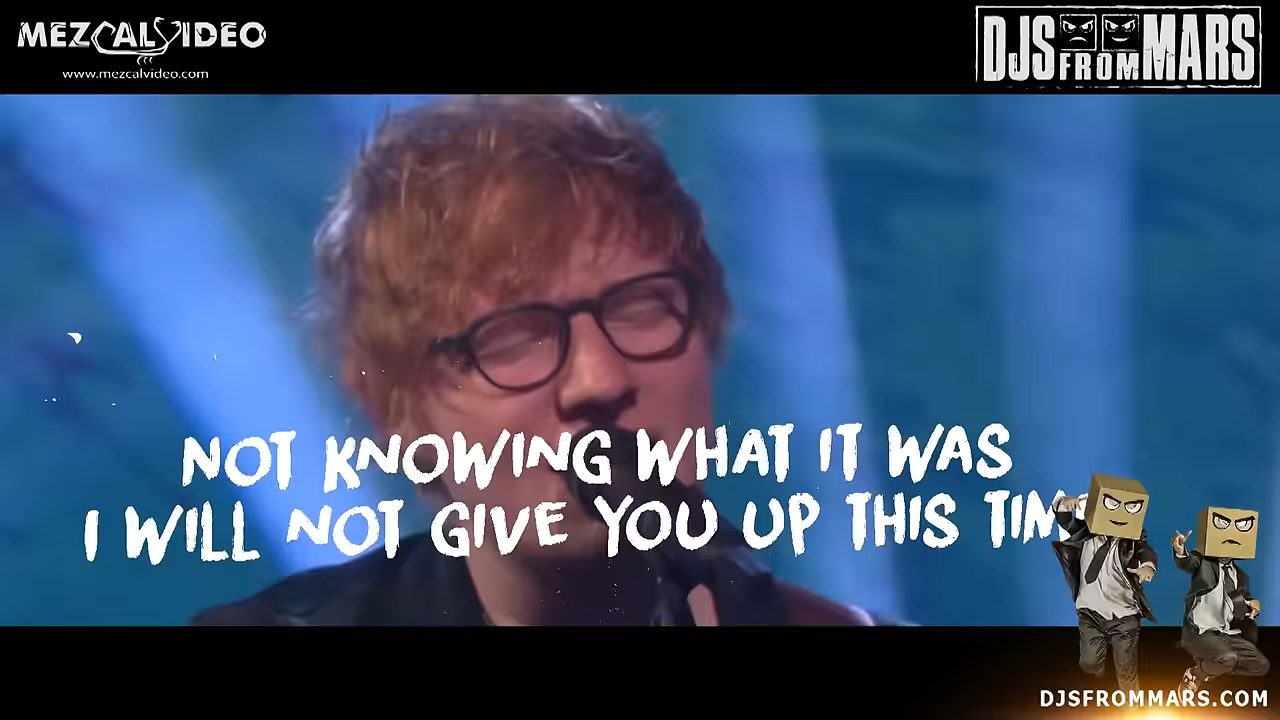 MEZCALVIDEO
www.mezcalvideo.com
DJS FROM MARS
NOT KNOWING WHAT IT WAS
I WILL NOT GIVE YOU UP THIS TIM
DJSFROMMARS.COM